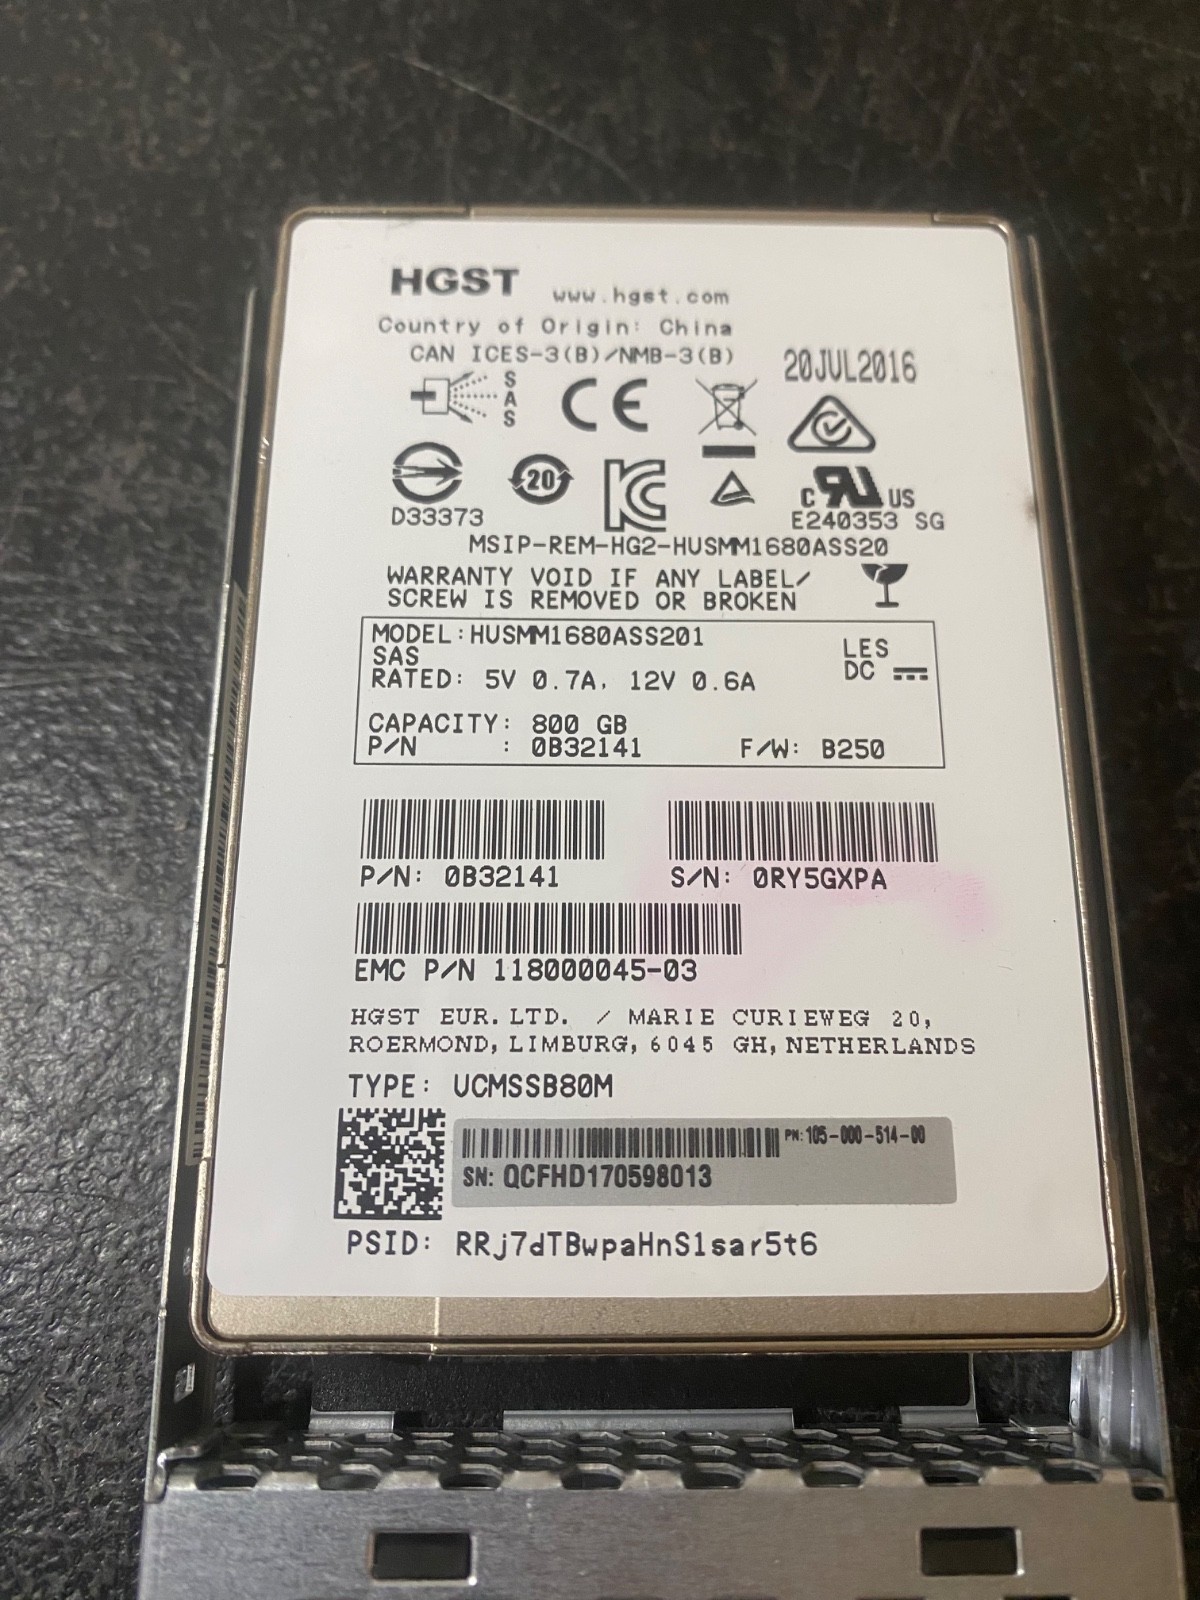 HGST www.hgst.com
Country of Origin: China
CAN ICES-3(B)/NMB-3(B)
20JUL2016
SAS
CE
20
D33373
C US
E240353 SG
MSIP-REM-HG2-HUSMM1680ASS20
WARRANTY VOID IF ANY LABEL/
SCREW IS REMOVED OR BROKEN
MODEL:HUSMM1680ASS201
SAS
LES
RATED: 5V 0.7A, 12V 0.6A
DC
CAPACITY: 800 GB
P/N : 0B32141 F/W: B250
P/N: 0B32141 S/N: 0RY5GXPA
EMC P/N 118000045-03
HGST EUR.LTD. / MARIE CURIEWEG 20,
ROERMOND, LIMBURG, 6045 GH, NETHERLANDS
TYPE: UCMSSB80M
PN: 105-000-514-00
SN: QCFHD170598013
PSID: RRj7dTBwpaHnS1sar5t6